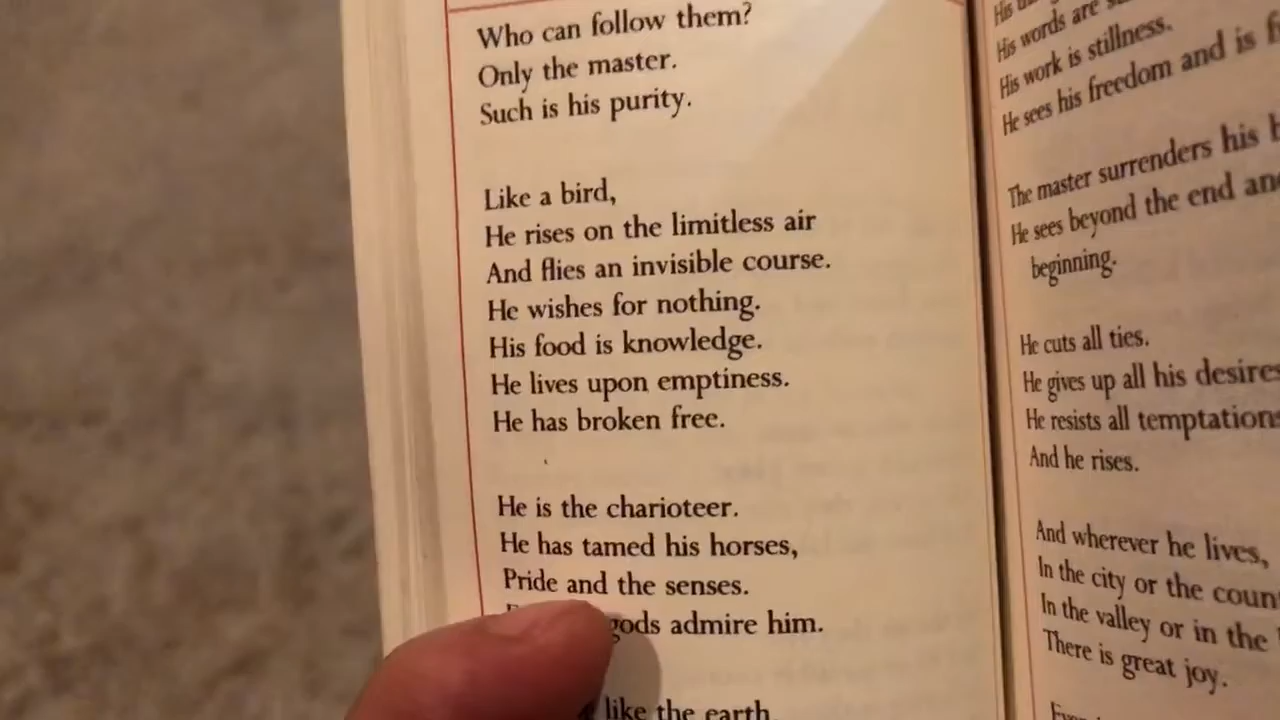 Who can follow them?
Only the master.
Such is his purity.
Like a bird,
He rises on the limitless air
And flies an invisible course.
He wishes for nothing.
His food is knowledge.
He lives upon emptiness.
He has broken free.
He is the charioteer.
He has tamed his horses,
Pride and the senses.
gods admire him.
like the earth,
His
His words are
His work is stillness.
He sees his freedom and is
The master surrenders his
He sees beyond the end and
beginning.
He cuts all ties.
He gives up all his desires
He resists all temptations
And he rises.
And wherever he lives,
In the city or the
In the valley or in the
There is great joy.